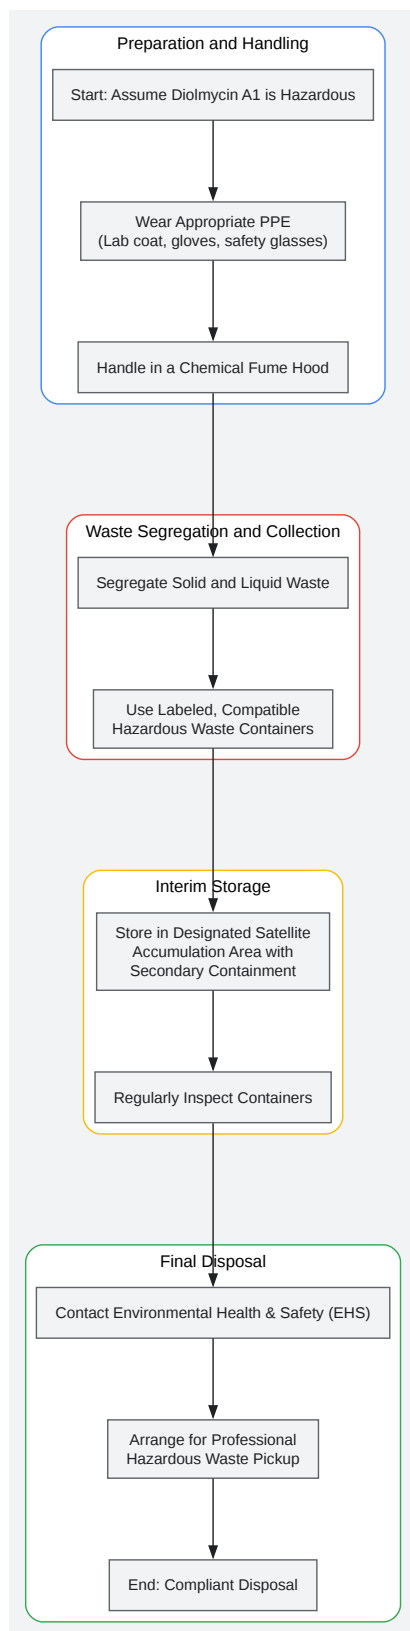 Preparation and Handling
Start: Assume Diolmycin A1 is Hazardous
Wear Appropriate PPE
(Lab coat, gloves, safety glasses)
Handle in a Chemical Fume Hood
Waste Segregation and Collection
Segregate Solid and Liquid Waste
Use Labeled, Compatible
Hazardous Waste Containers
Interim Storage
Store in Designated Satellite
Accumulation Area with
Secondary Containment
Regularly Inspect Containers
Final Disposal
Contact Environmental Health & Safety (EHS)
Arrange for Professional
Hazardous Waste Pickup
End: Compliant Disposal